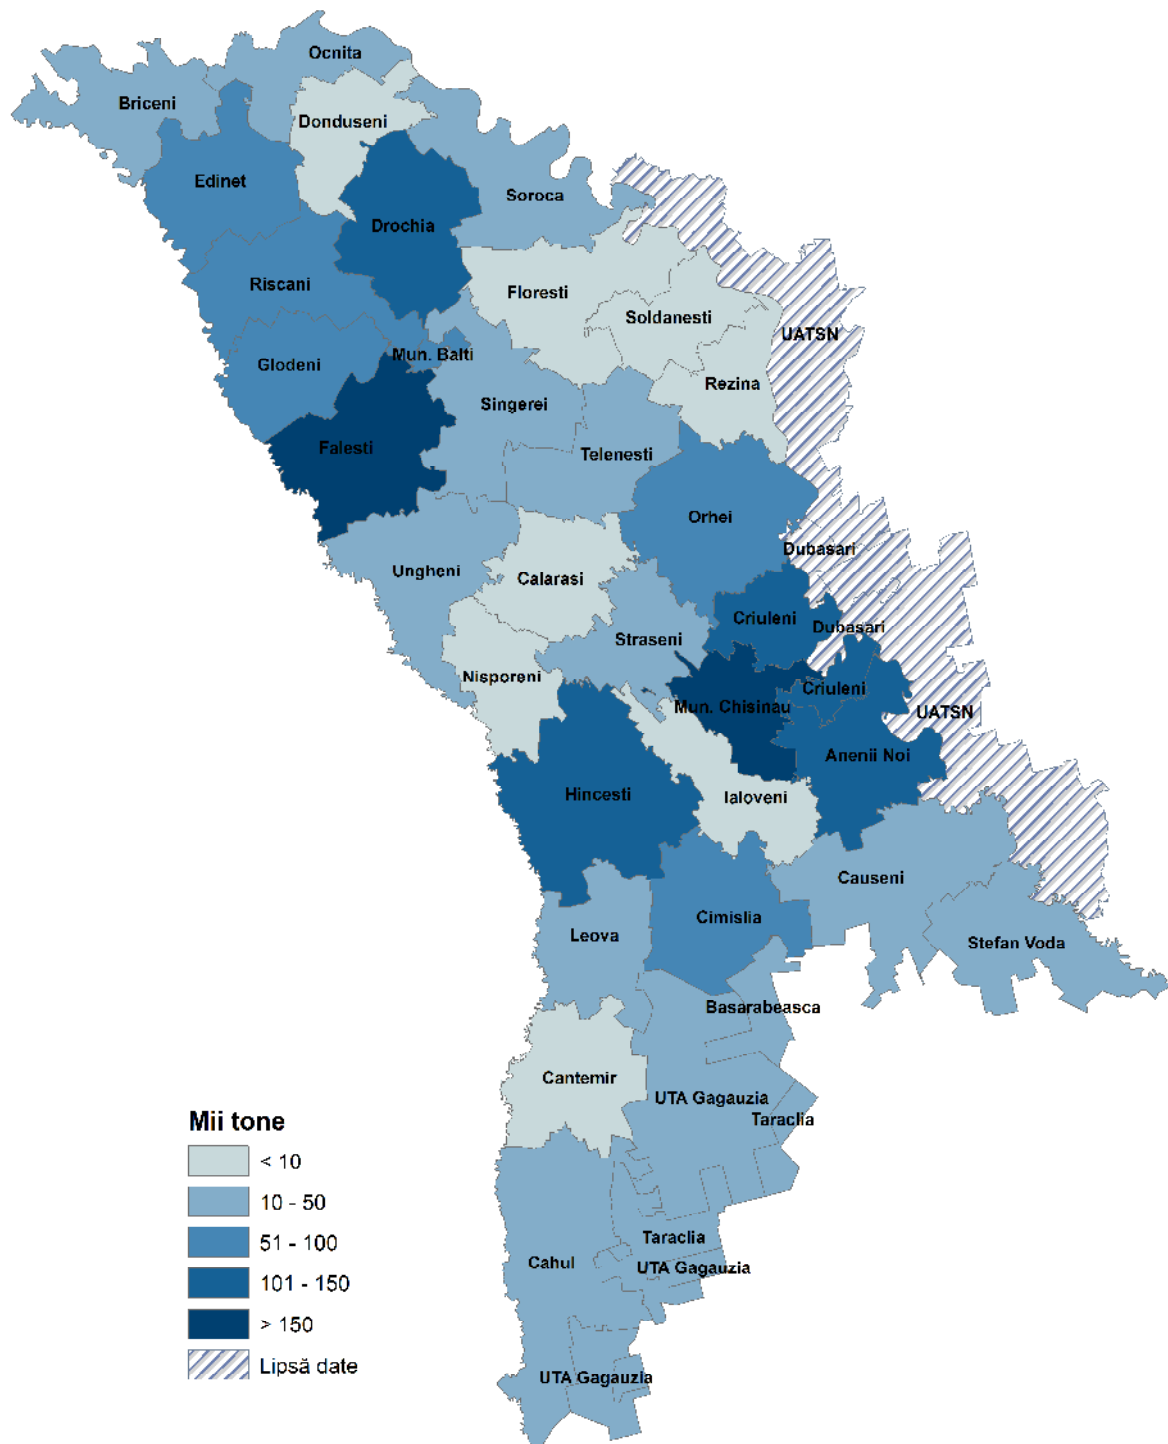 Ocnita
Briceni
Donduseni
Edinet
Soroca
Drochia
Riscani
Floresti
Soldanesti
UATSN
Mun. Balti
Glodeni
Rezina
Singerei
Falesti
Telenesti
Orhei
Dubasari
Ungheni
Calarasi
Criuleni
Dubasari
Straseni
Nisporeni
Criuleni
Mun. Chisinau
UATSN
Anenii Noi
Hincesti
Ialoveni
Causeni
Cimislia
Leova
Stefan Voda
Basarabeasca
Cantemir
UTA Gagauzia
Taraclia
Taraclia
Cahul
UTA Gagauzia
UTA Gagauzia
Mii tone
< 10
10 - 50
51 - 100
101 - 150
> 150
Lipsă date